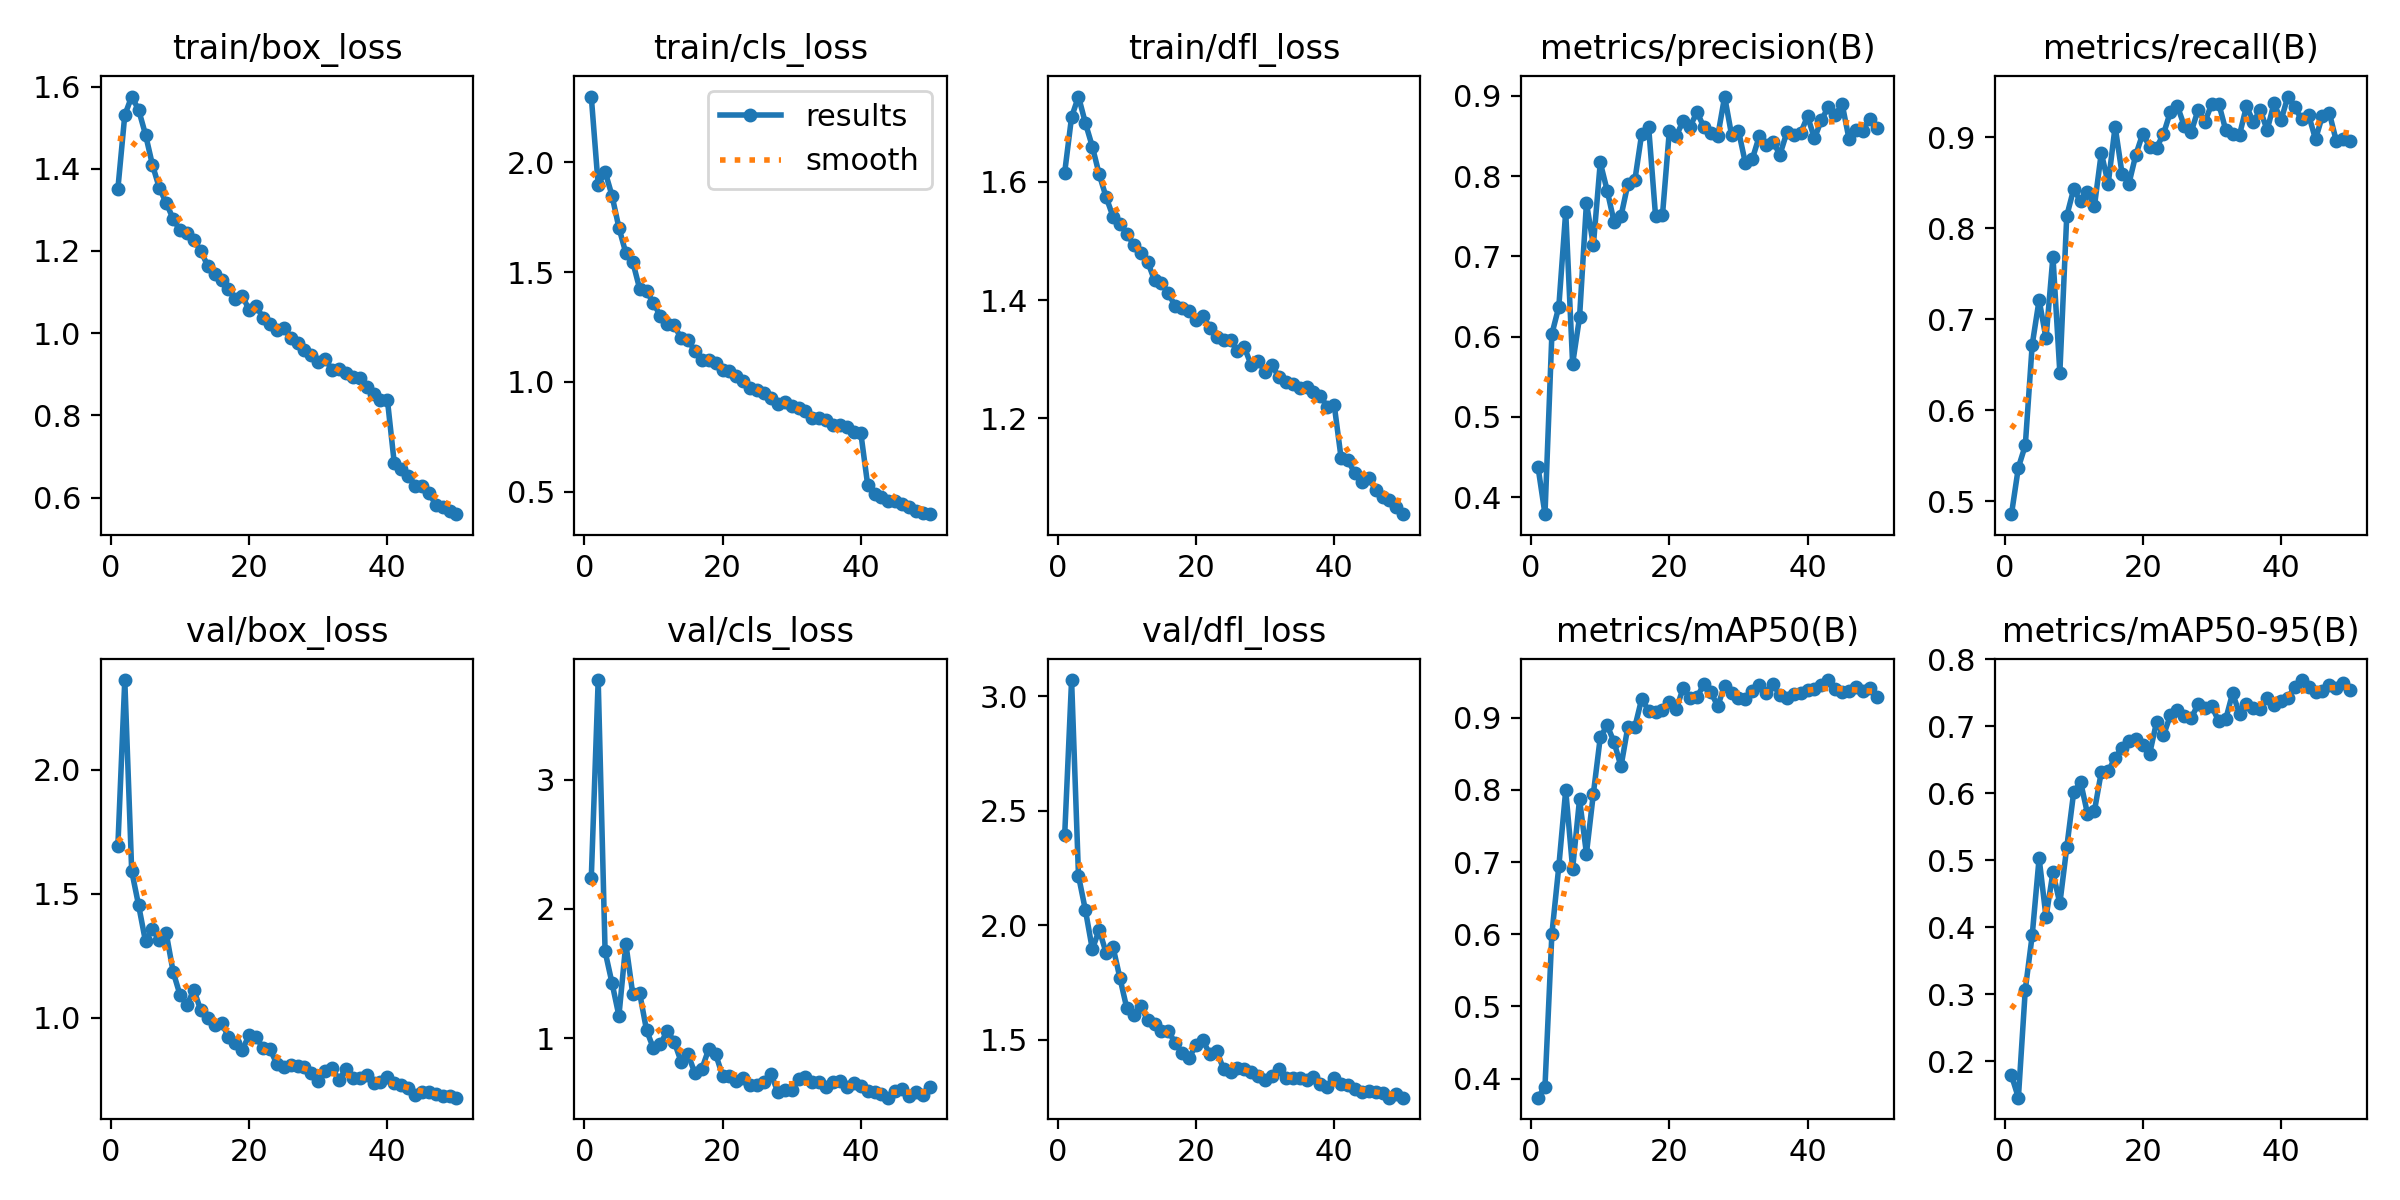 train/box_loss
1.6
1.4
1.2
1.0
0.8
0.6
0 20 40
train/cls_loss
results
smooth
2.0
1.5
1.0
0.5
0 20 40
train/dfl_loss
1.6
1.4
1.2
0 20 40
metrics/precision(B)
0.9
0.8
0.7
0.6
0.5
0.4
0 20 40
metrics/recall(B)
0.9
0.8
0.7
0.6
0.5
0 20 40
val/box_loss
2.0
1.5
1.0
0 20 40
val/cls_loss
3
2
1
0 20 40
val/dfl_loss
3.0
2.5
2.0
1.5
0 20 40
metrics/mAP50(B)
0.9
0.8
0.7
0.6
0.5
0.4
0 20 40
metrics/mAP50-95(B)
0.8
0.7
0.6
0.5
0.4
0.3
0.2
0 20 40